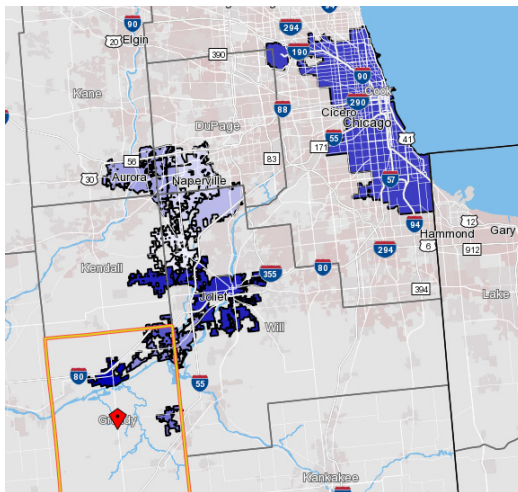 294
90
20
Elgin
390
190
90
Kane
Cook
290
Cicero
Chicago
88
DuPage
55
41
171
56
83
30
Aurora
Naperville
57
94
12
Hammond
Gary
6
294
912
Kendall
355
80
394
Lake
Joliet
Will
80
55
Grundy
Kankakee